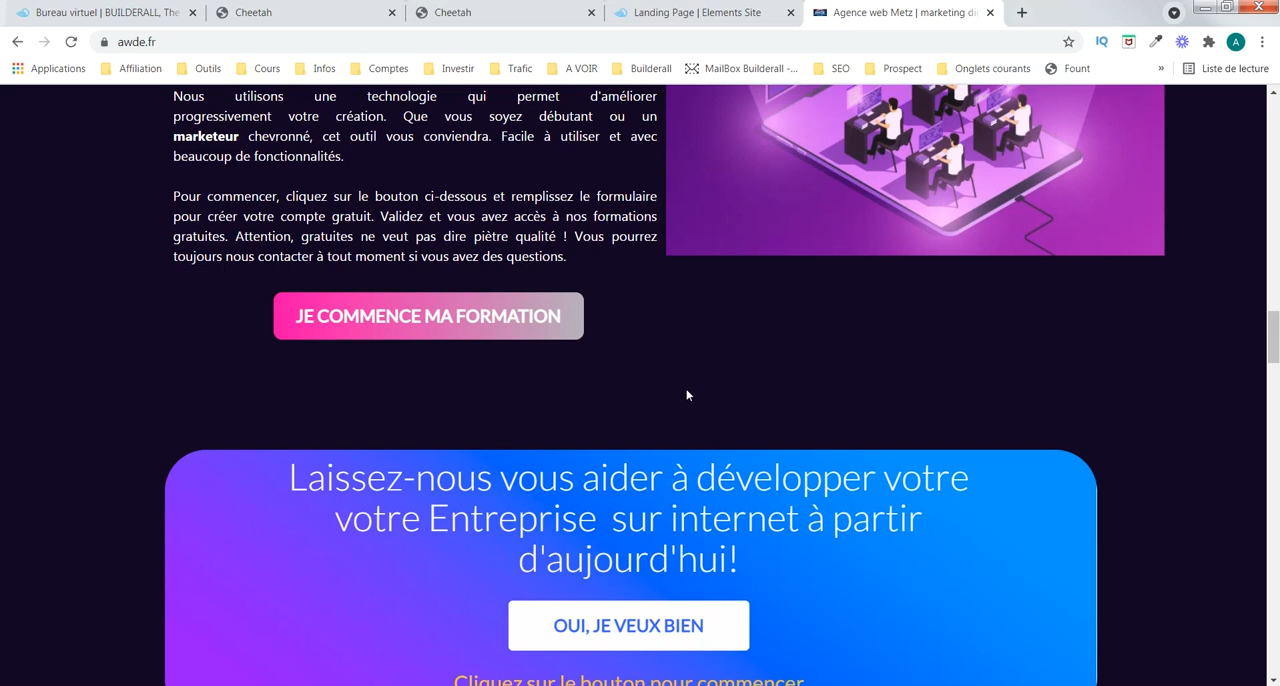 Bureau virtuel | BUILDERALL, The
Cheetah
Cheetah
Landing Page | Elements Site
Agence web Metz | marketing di
awde.fr
IQ
A
Applications
Affiliation
Outils
Cours
Infos
Comptes
Investir
Trafic
A VOIR
Builderall
MailBox Builderall -...
SEO
Prospect
Onglets courants
Fount
»
Liste de lecture
Nous utilisons une technologie qui permet d'améliorer
progressivement votre création. Que vous soyez débutant ou un
marketeur chevronné, cet outil vous conviendra. Facile à utiliser et avec
beaucoup de fonctionnalités.
Pour commencer, cliquez sur le bouton ci-dessous et remplissez le formulaire
pour créer votre compte gratuit. Validez et vous avez accès à nos formations
gratuites. Attention, gratuites ne veut pas dire piètre qualité ! Vous pourrez
toujours nous contacter à tout moment si vous avez des questions.
JE COMMENCE MA FORMATION
Laissez-nous vous aider à développer votre
votre Entreprise sur internet à partir
d'aujourd'hui!
OUI, JE VEUX BIEN
Cliquez sur le bouton pour commencer